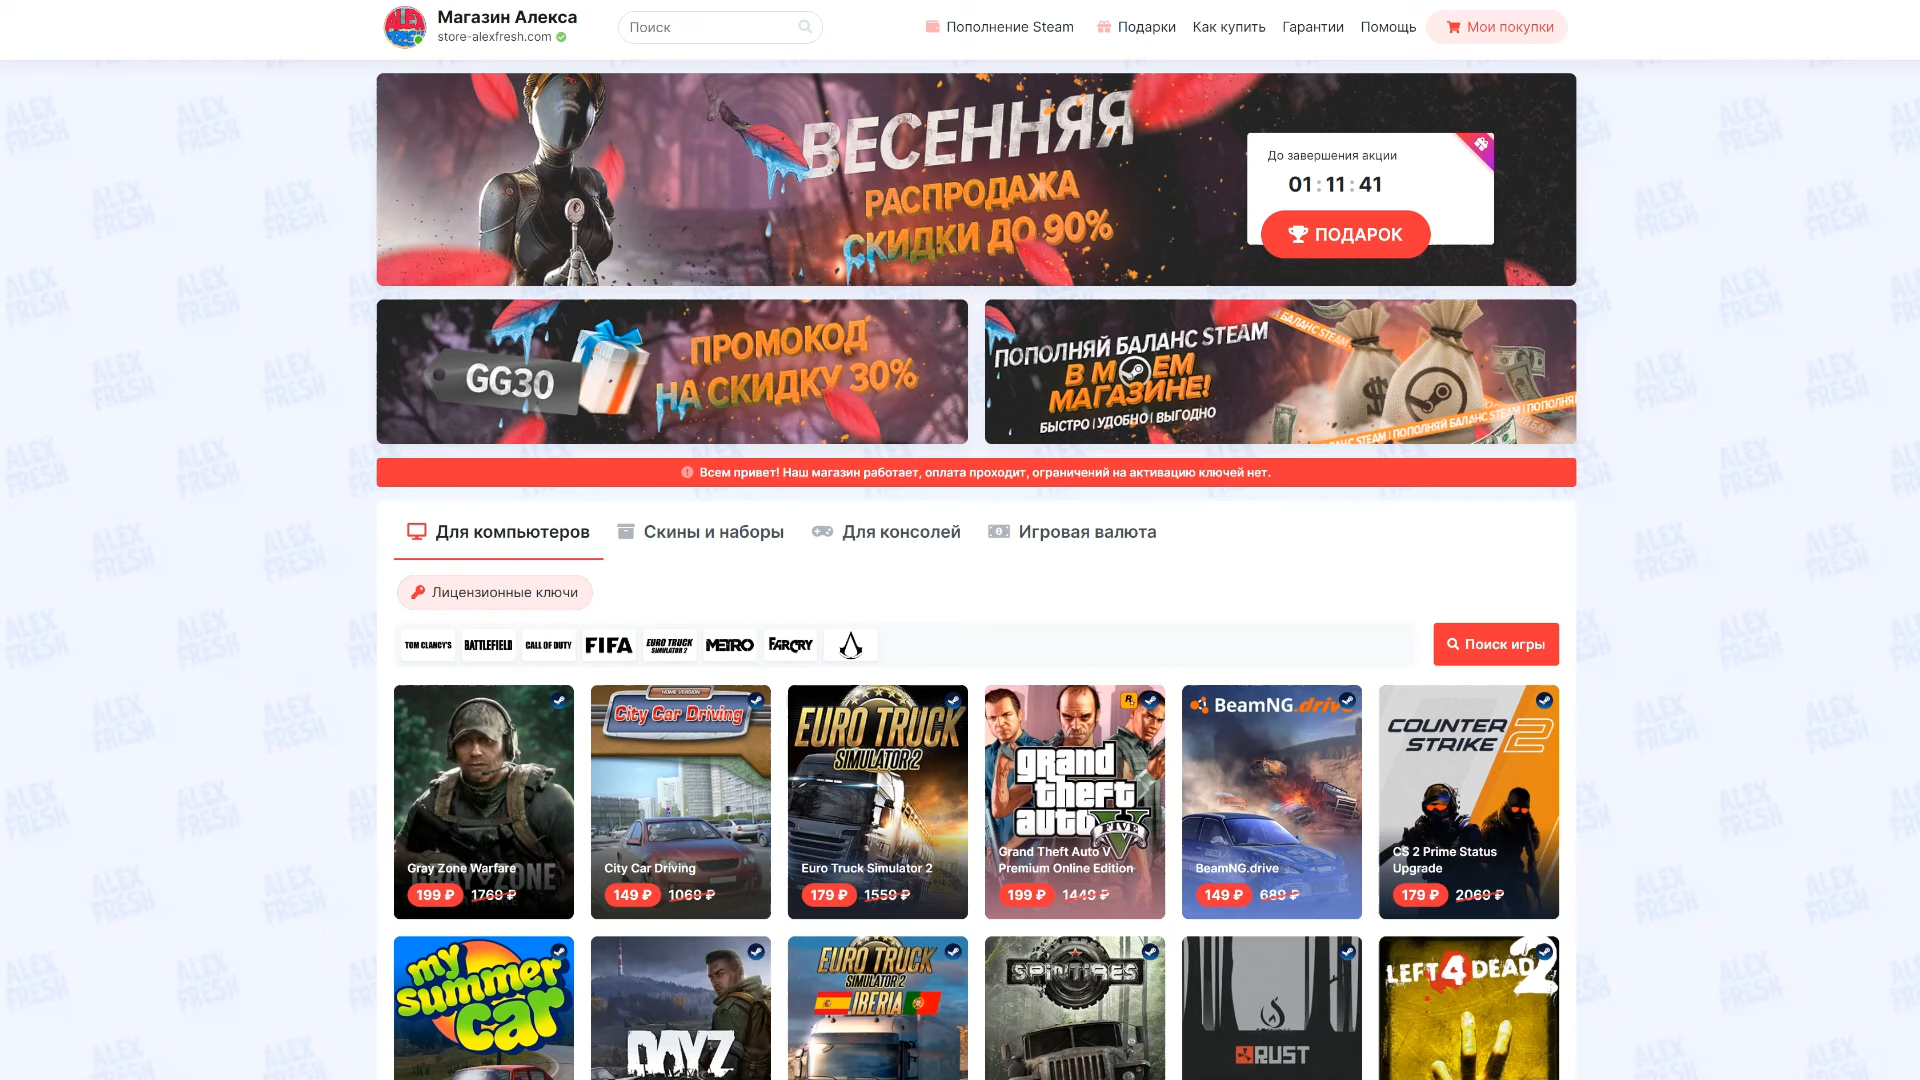 Магазин Алекса
store-alexfresh.com
Поиск
Пополнение Steam
Подарки
Как купить
Гарантии
Помощь
Мои покупки
ВЕСЕННЯЯ
РАСПРОДАЖА
СКИДКИ ДО 90%
До завершения акции
01 : 11 : 41
ПОДАРОК
GG30
ПРОМОКОД
НА СКИДКУ 30%
ПОПОЛНЯЙ БАЛАНС STEAM
В МОЕМ
МАГАЗИНЕ!
БЫСТРО | УДОБНО | ВЫГОДНО
Всем привет! Наш магазин работает, оплата проходит, ограничений на активацию ключей нет.
Для компьютеров
Скины и наборы
Для консолей
Игровая валюта
Лицензионные ключи
TOM CLANCY'S
BATTLEFIELD
CALL OF DUTY
FIFA
EURO TRUCK
SIMULATOR 2
METRO
FARCRY
Поиск игры
Gray Zone Warfare
199 ₽ 1769 ₽
HOME VERSION
City Car Driving
City Car Driving
149 ₽ 1069 ₽
EURO TRUCK
SIMULATOR 2
Euro Truck Simulator 2
179 ₽ 1559 ₽
grand
theft
auto V
FIVE
Grand Theft Auto V
Premium Online Edition
199 ₽ 1449 ₽
BeamNG.drive
BeamNG.drive
149 ₽ 689 ₽
COUNTER
STRIKE 2
CS 2 Prime Status
Upgrade
179 ₽ 2069 ₽
my
summer
car
DAYZ
EURO TRUCK
SIMULATOR 2
IBERIA
SPINTIRES
RUST
LEFT 4 DEAD 2
ALEX
FRESH